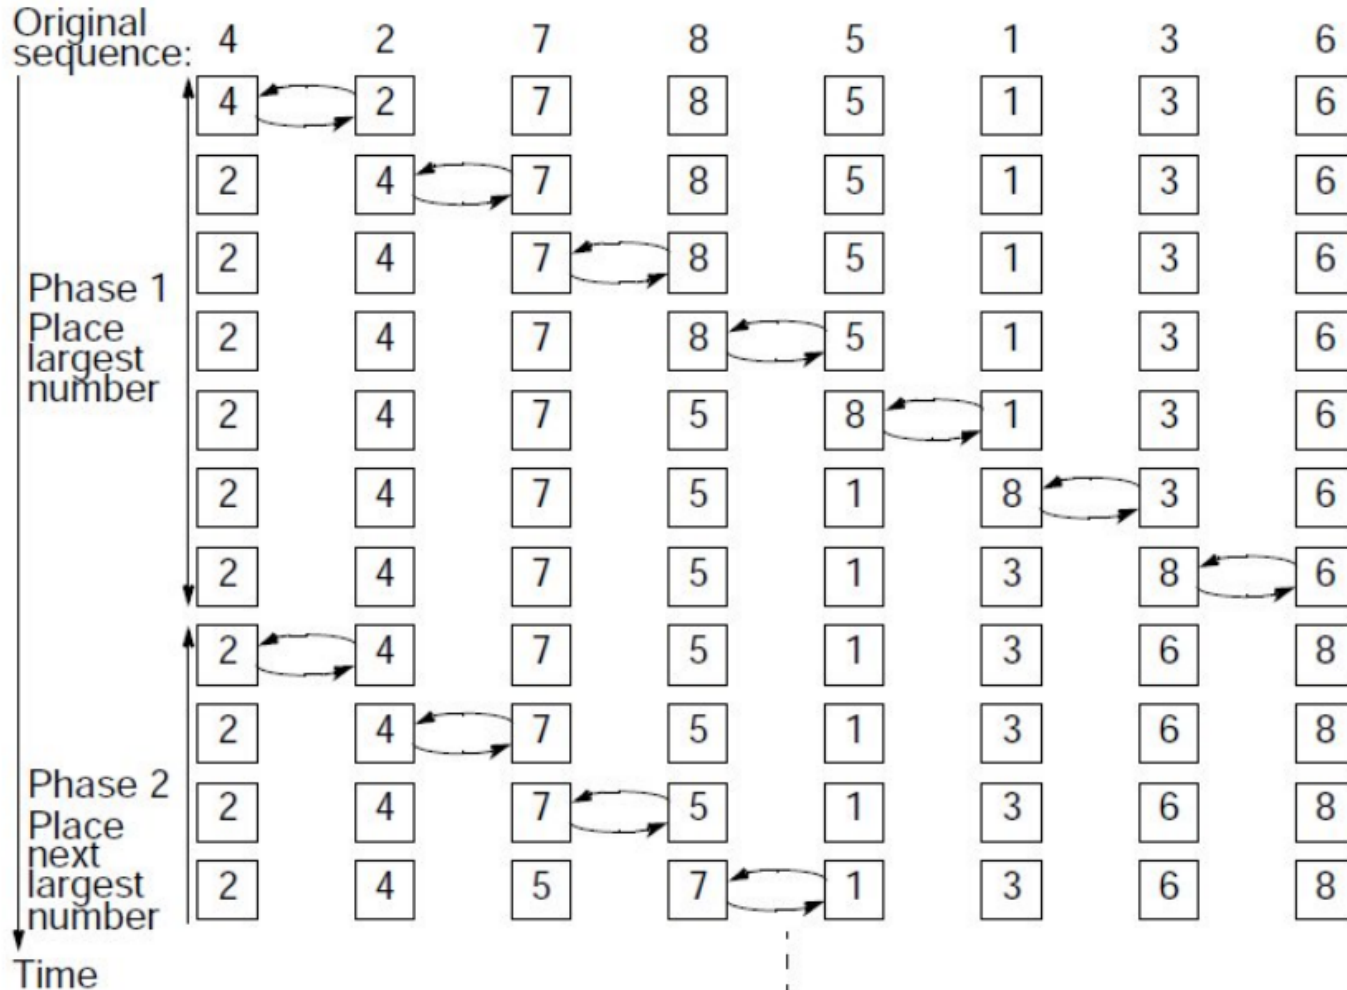 Original
sequence: 4 2 7 8 5 1 3 6
4 2 7 8 5 1 3 6
2 4 7 8 5 1 3 6
2 4 7 8 5 1 3 6
Phase 1
Place
largest
number
2 4 7 8 5 1 3 6
2 4 7 5 8 1 3 6
2 4 7 5 1 8 3 6
2 4 7 5 1 3 8 6
2 4 7 5 1 3 6 8
2 4 7 5 1 3 6 8
Phase 2
Place
next
largest
number
2 4 7 5 1 3 6 8
2 4 5 7 1 3 6 8
Time